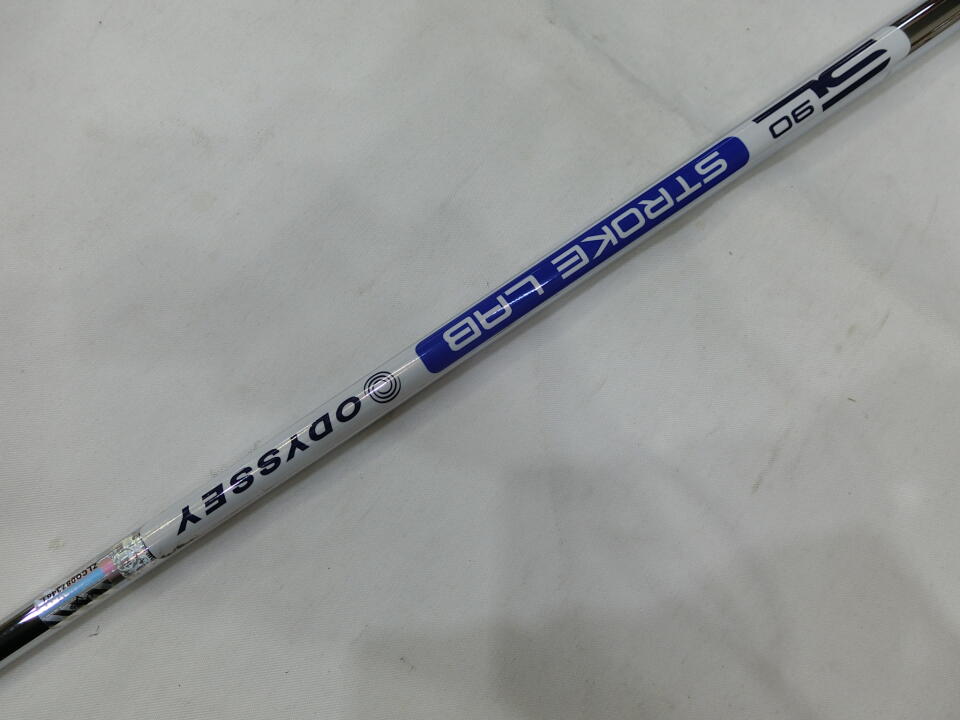 SL
90
STROKE LAB
ODYSSEY